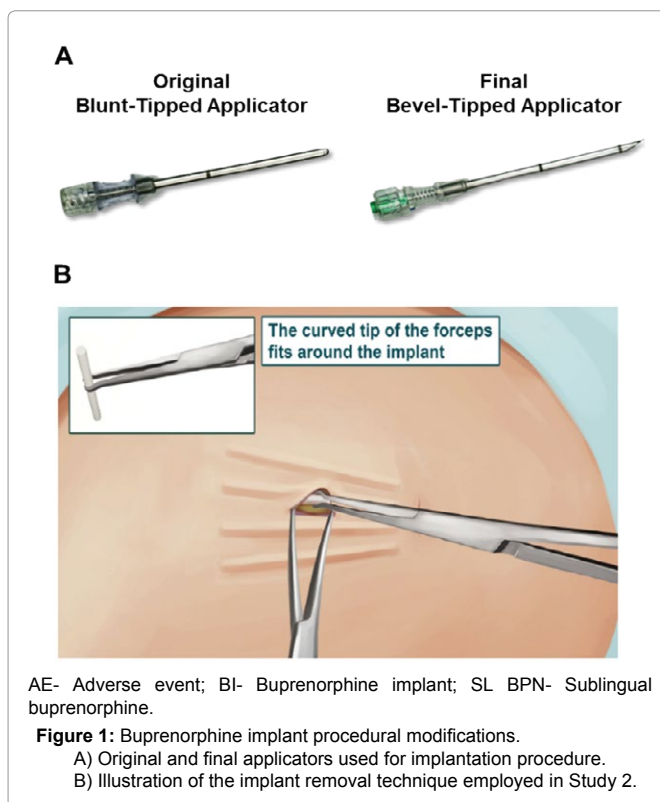 A
Original
Blunt-Tipped Applicator
Final
Bevel-Tipped Applicator
B
The curved tip of the forceps
fits around the implant
AE- Adverse event; BI- Buprenorphine implant; SL BPN- Sublingual
buprenorphine.
Figure 1: Buprenorphine implant procedural modifications.
A) Original and final applicators used for implantation procedure.
B) Illustration of the implant removal technique employed in Study 2.